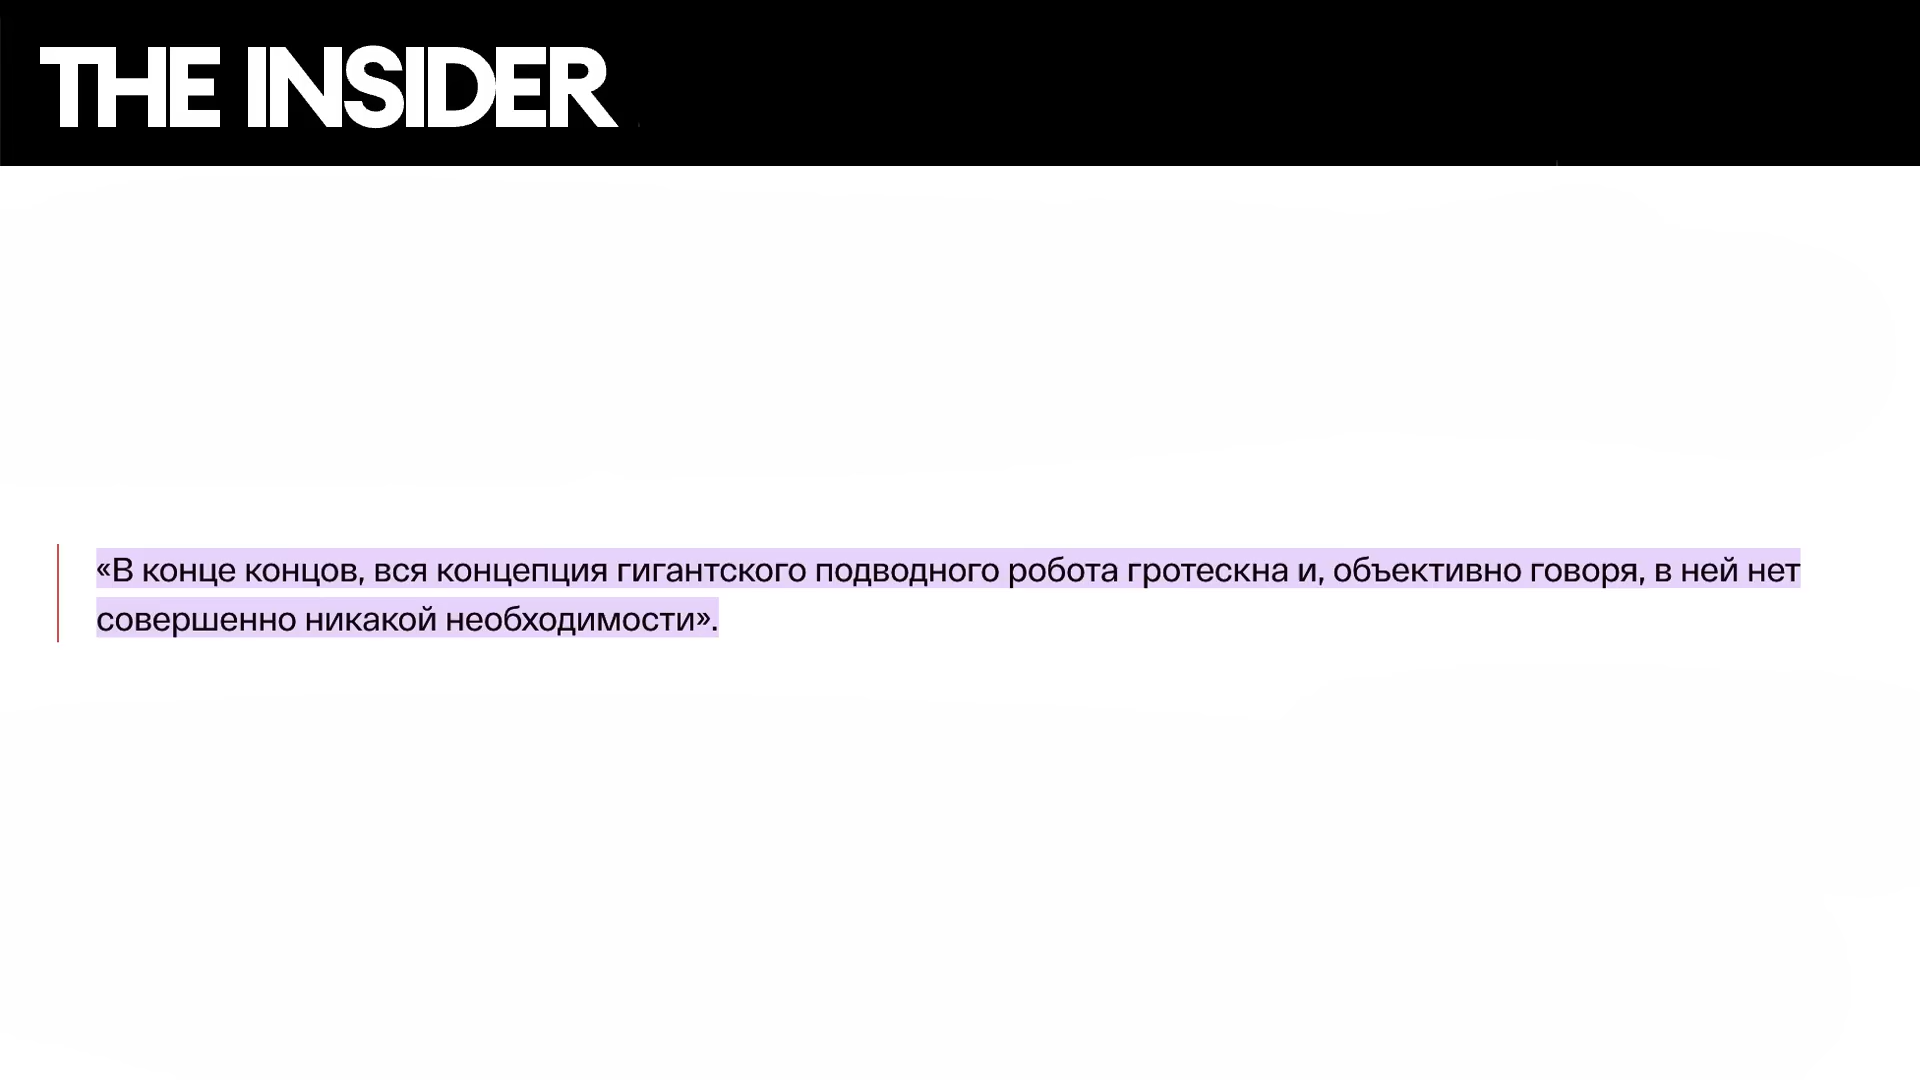 THE INSIDER
«В конце концов, вся концепция гигантского подводного робота гротескна и, объективно говоря, в ней нет
совершенно никакой необходимости».